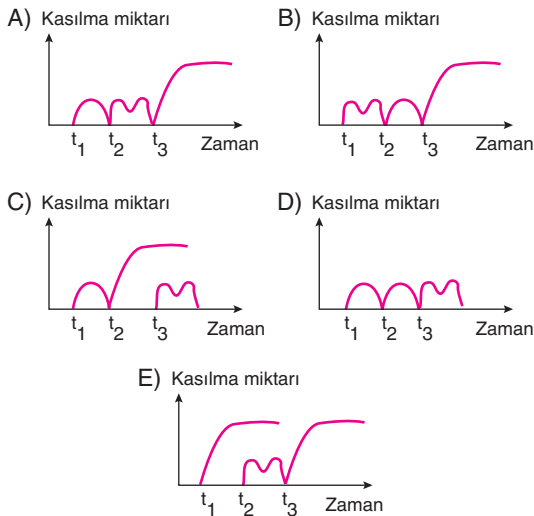 A) Kasılma miktarı
t1 t2 t3 Zaman
B) Kasılma miktarı
t1 t2 t3 Zaman
C) Kasılma miktarı
t1 t2 t3 Zaman
D) Kasılma miktarı
t1 t2 t3 Zaman
E) Kasılma miktarı
t1 t2 t3 Zaman